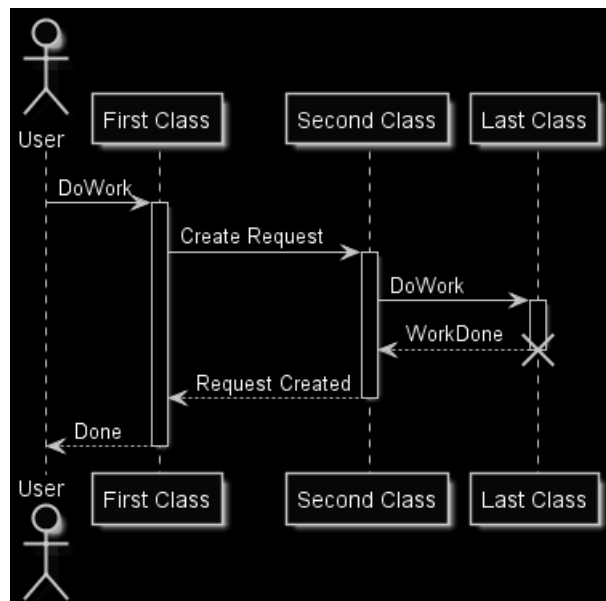 User
First Class
Second Class
Last Class
DoWork
Create Request
DoWork
WorkDone
Request Created
Done
User
First Class
Second Class
Last Class